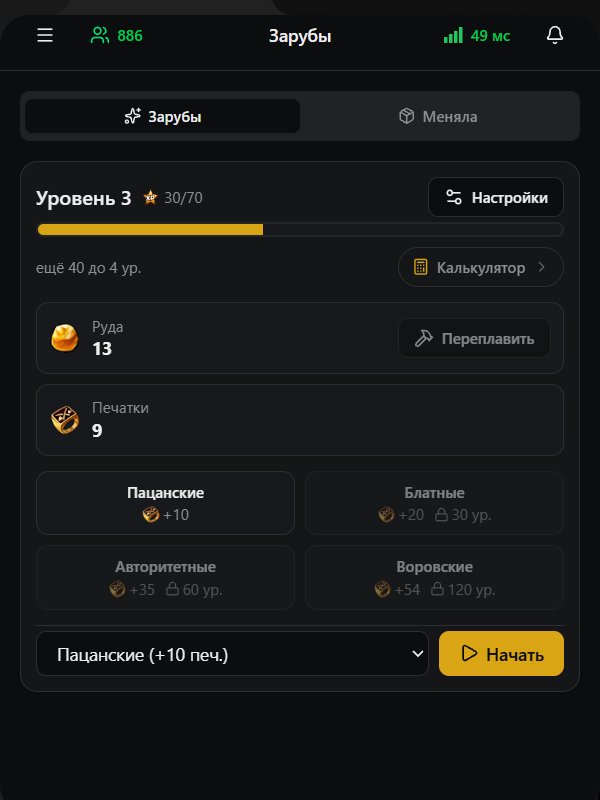 886
Зарубы
49 мс
Зарубы
Меняла
Уровень 3 30/70
Настройки
ещё 40 до 4 ур.
Калькулятор
Руда
13
Переплавить
Печатки
9
Пацанские
+10
Блатные
+20 30 ур.
Авторитетные
+35 60 ур.
Воровские
+54 120 ур.
Пацанские (+10 печ.)
Начать